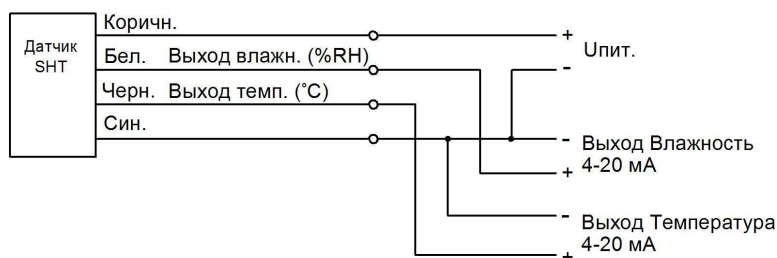 Датчик
SHT
Коричн.
Бел. Выход влажн. (%RH)
Черн. Выход темп. (˚C)
Син.
+
Uпит.
-
- Выход Влажность
+ 4-20 мА
- Выход Температура
+ 4-20 мА